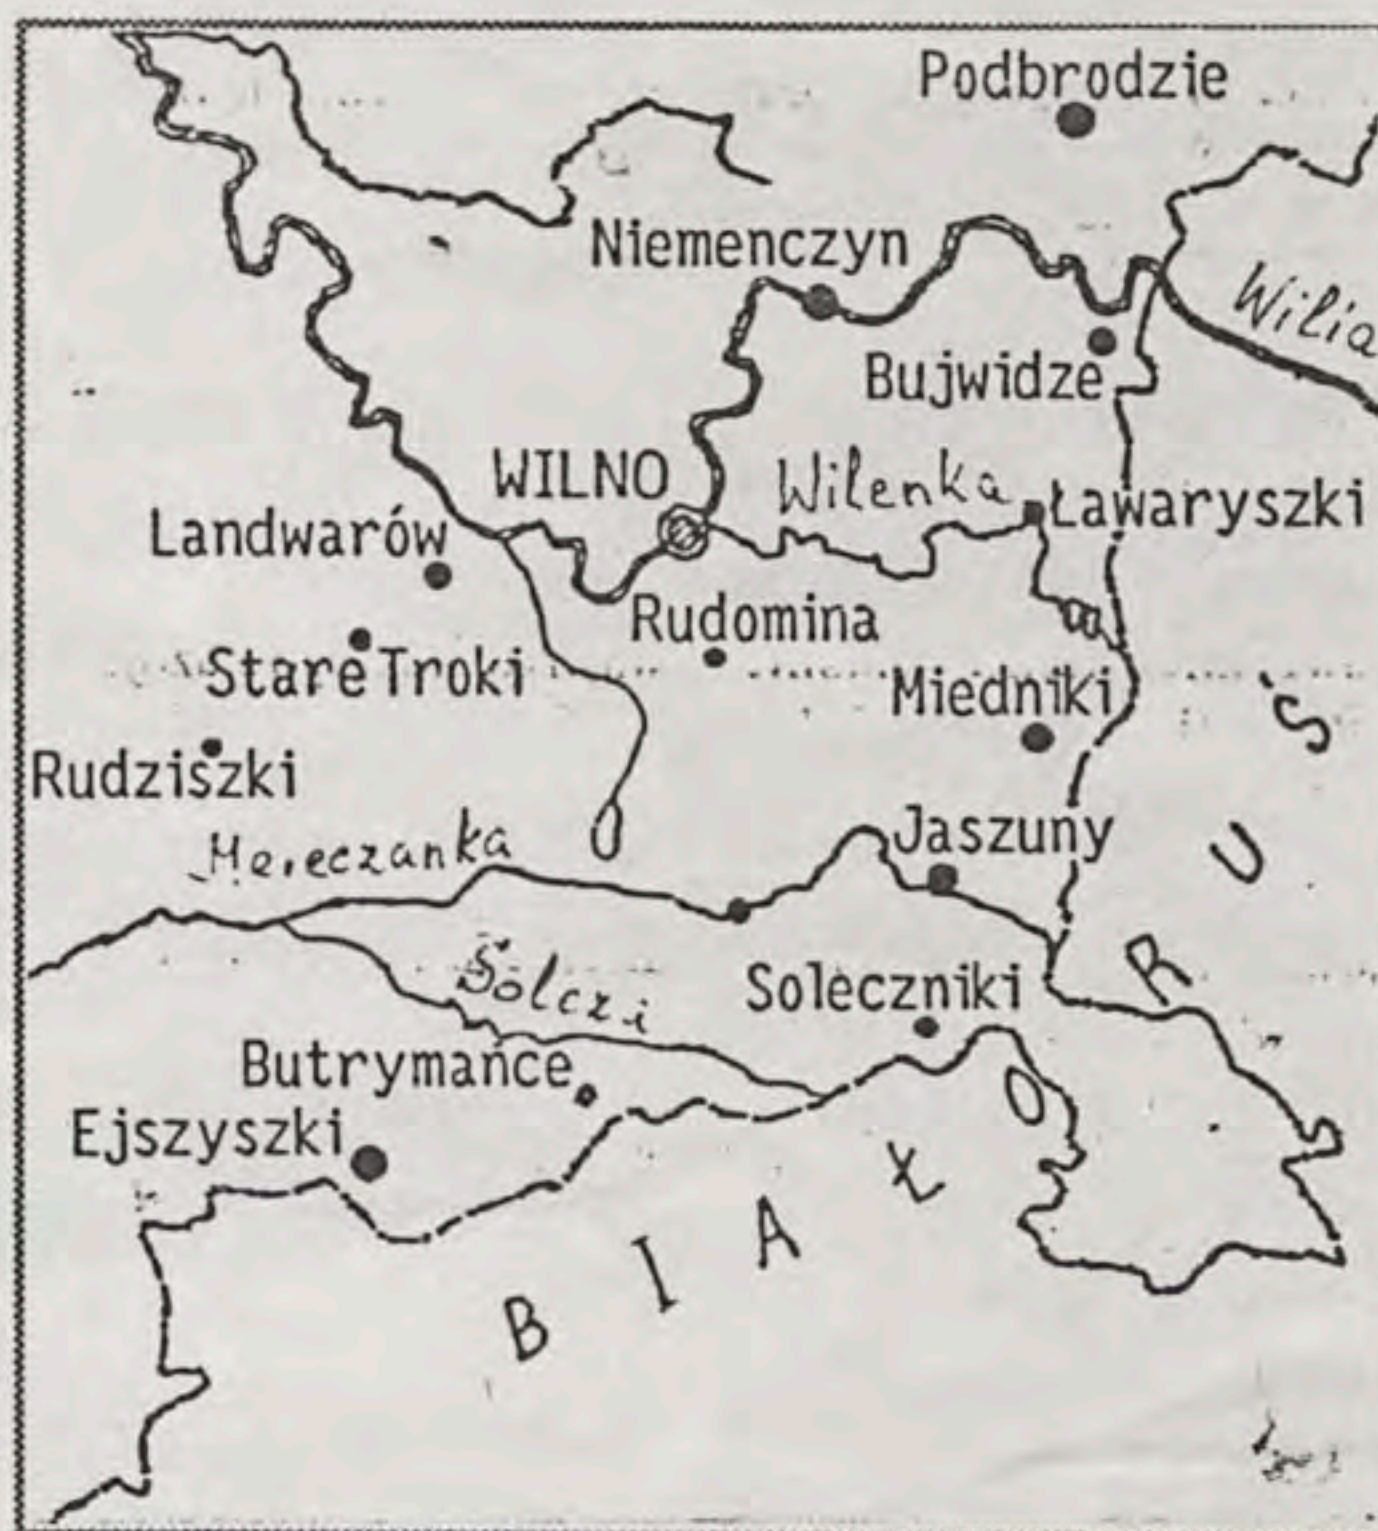 Podbrodzie
Niemenczyn
Wilia
Bujwidze
WILNO
Wilenka
Ławaryszki
Landwarów
Rudomina
Stare Troki
Miedniki
Rudziszki
Mereczanka
Jaszuny
Solczi
Soleczniki
Butrymańce
Ejszyszki
BIAŁORUŚ